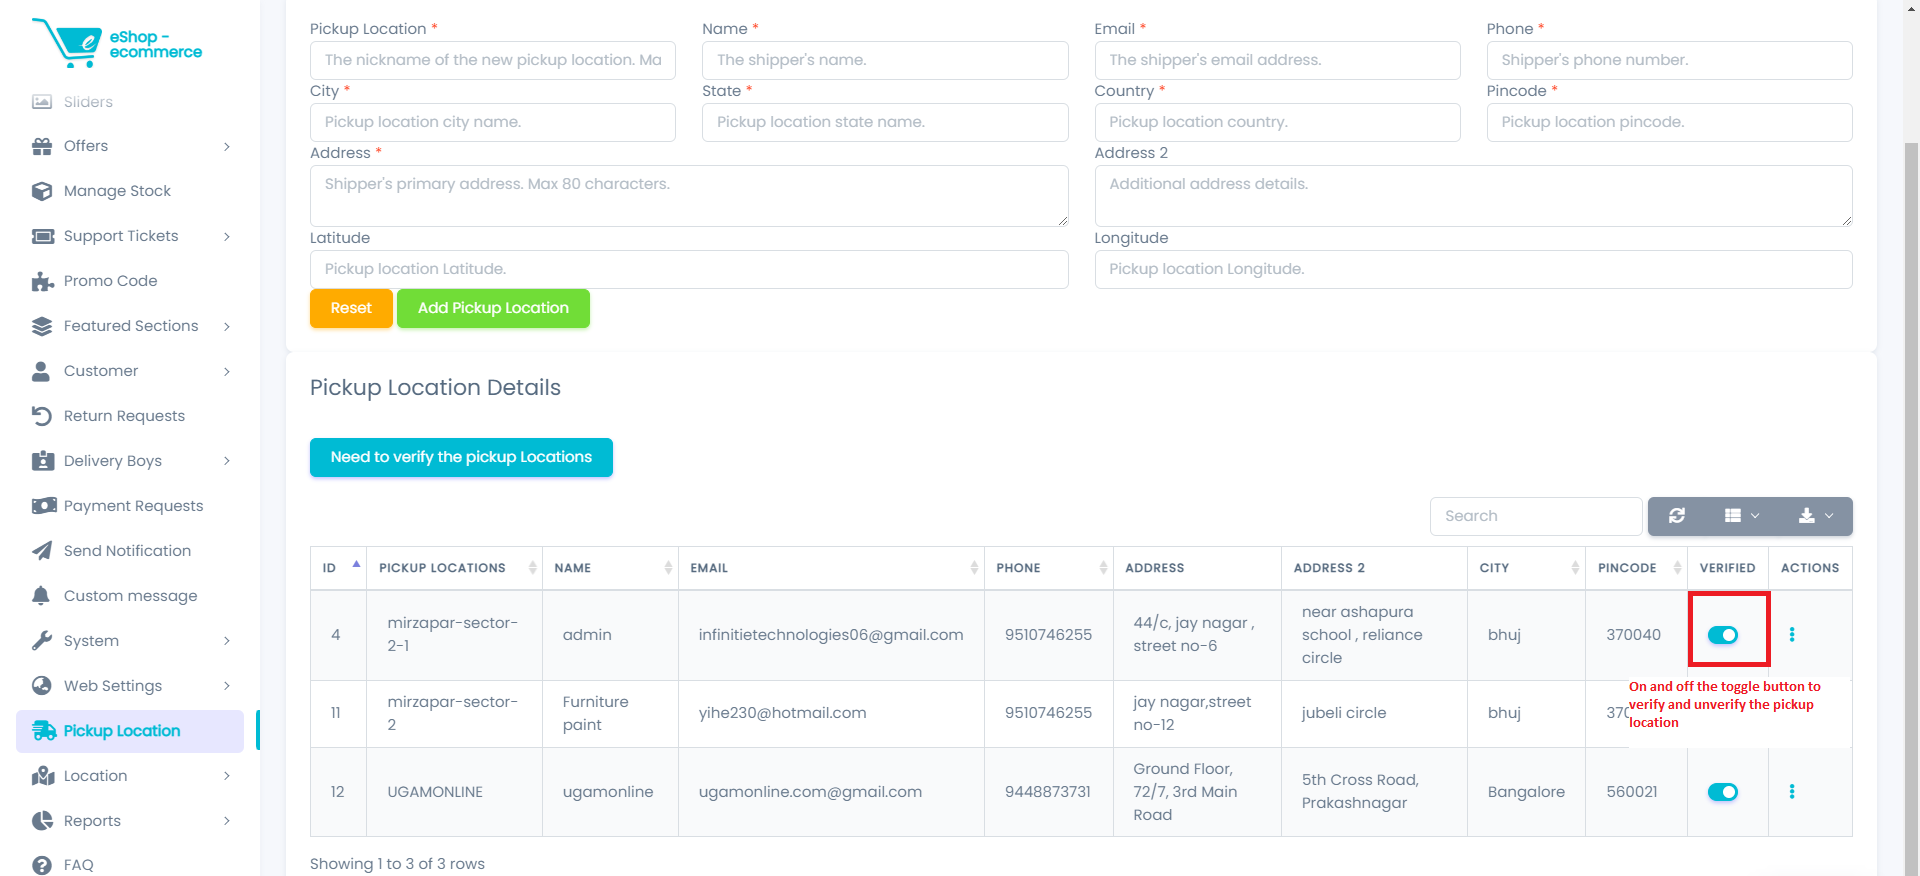 eShop -
ecommerce
Sliders
Offers
Manage Stock
Support Tickets
Promo Code
Featured Sections
Customer
Return Requests
Delivery Boys
Payment Requests
Send Notification
Custom message
System
Web Settings
Pickup Location
Location
Reports
FAQ
Pickup Location * Name * Email * Phone *
The nickname of the new pickup location. Ma The shipper's name. The shipper's email address. Shipper's phone number.
City * State * Country * Pincode *
Pickup location city name. Pickup location state name. Pickup location country. Pickup location pincode.
Address * Address 2
Shipper's primary address. Max 80 characters. Additional address details.
Latitude Longitude
Pickup location Latitude. Pickup location Longitude.
Reset Add Pickup Location
Pickup Location Details
Need to verify the pickup Locations
Search
ID PICKUP LOCATIONS NAME EMAIL PHONE ADDRESS ADDRESS 2 CITY PINCODE VERIFIED ACTIONS
4 mirzapar-sector-2-1 admin infinitietechnologies06@gmail.com 9510746255 44/c, jay nagar , street no-6 near ashapura school , reliance circle bhuj 370040
11 mirzapar-sector-2 Furniture paint yihe230@hotmail.com 9510746255 jay nagar,street no-12 jubeli circle bhuj
On and off the toggle button to
verify and unverify the pickup
location
12 UGAMONLINE ugamonline ugamonline.com@gmail.com 9448873731 Ground Floor, 72/7, 3rd Main Road 5th Cross Road, Prakashnagar Bangalore 560021
Showing 1 to 3 of 3 rows